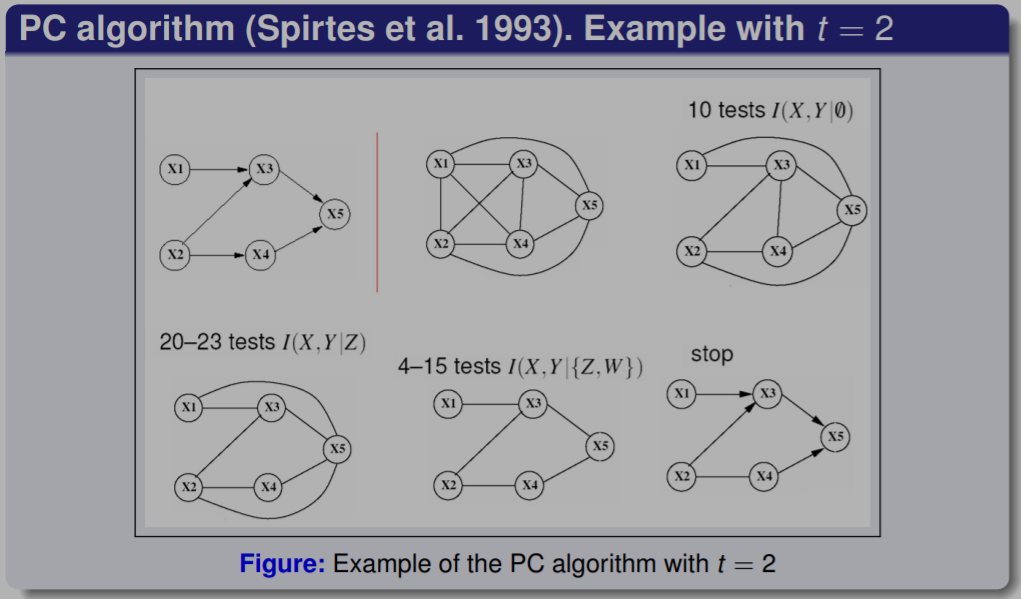 PC algorithm (Spirtes et al. 1993). Example with t = 2
10 tests I(X,Y|∅)
X1 X3
X5
X2 X4
X1 X3
X5
X2 X4
X1 X3
X5
X2 X4
20–23 tests I(X,Y|Z)
4–15 tests I(X,Y|{Z,W})
stop
X1 X3
X5
X2 X4
X1 X3
X5
X2 X4
X1 X3
X5
X2 X4
Figure: Example of the PC algorithm with t = 2